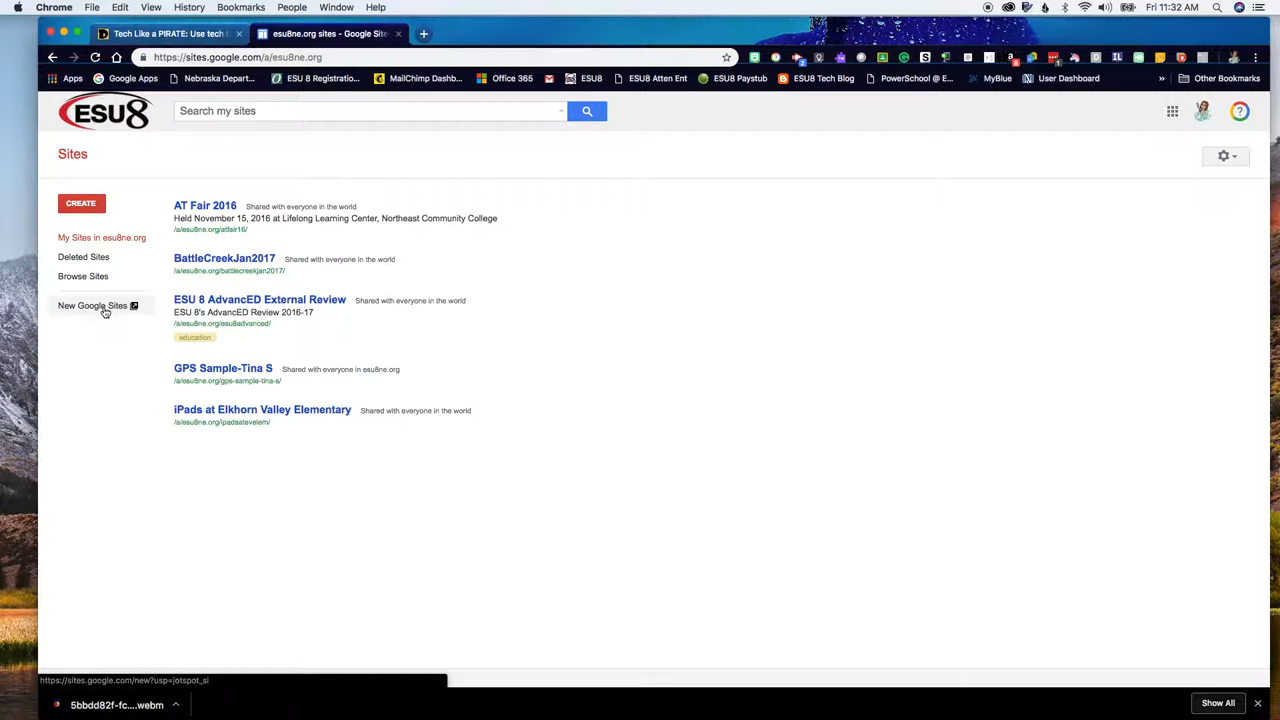 Chrome File Edit View History Bookmarks People Window Help Fri 11:32 AM
Tech Like a PIRATE: Use tech t esu8ne.org sites - Google Site
https://sites.google.com/a/esu8ne.org
Apps Google Apps Nebraska Depart... ESU 8 Registratio... MailChimp Dashb... Office 365 ESU8 ESU8 Atten Ent ESU8 Paystub ESU8 Tech Blog PowerSchool @ E... MyBlue User Dashboard » Other Bookmarks
ESU8 Search my sites
Sites
CREATE
My Sites in esu8ne.org
Deleted Sites
Browse Sites
New Google Sites
AT Fair 2016 Shared with everyone in the world
Held November 15, 2016 at Lifelong Learning Center, Northeast Community College
/a/esu8ne.org/atfair16/
BattleCreekJan2017 Shared with everyone in the world
/a/esu8ne.org/battlecreekjan2017/
ESU 8 AdvancED External Review Shared with everyone in the world
ESU 8's AdvancED Review 2016-17
/a/esu8ne.org/esu8advanced/
education
GPS Sample-Tina S Shared with everyone in esu8ne.org
/a/esu8ne.org/gps-sample-tina-s/
iPads at Elkhorn Valley Elementary Shared with everyone in the world
/a/esu8ne.org/ipadsatevelem/
https://sites.google.com/new?usp=jotspot_si
5bbdd82f-fc....webm Show All